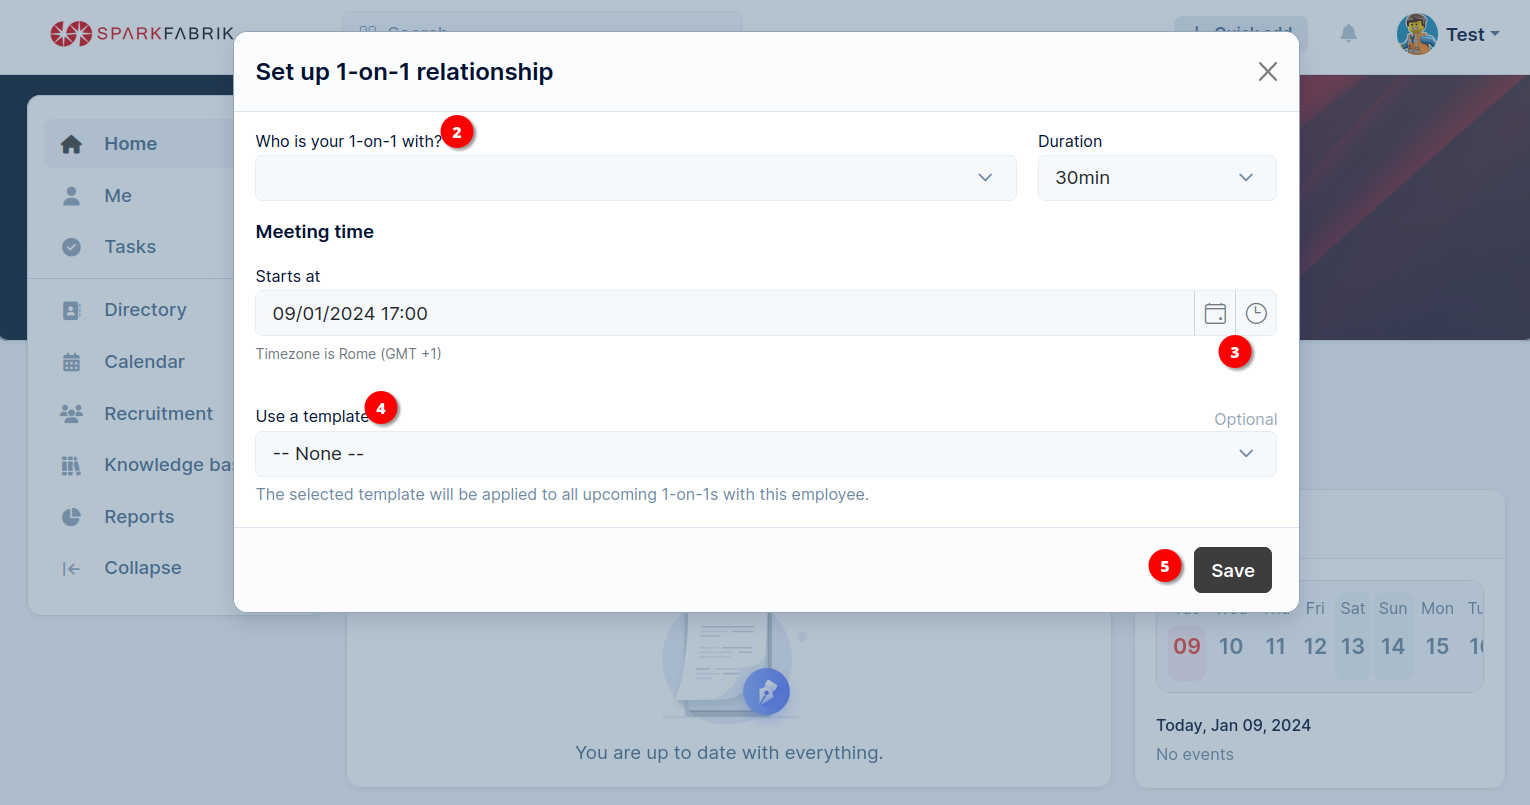 SPARKFABRIK
Search
Quick add
Test
Set up 1-on-1 relationship
Home
Me
Tasks
Directory
Calendar
Recruitment
Knowledge ba
Reports
Collapse
Who is your 1-on-1 with?
2
Duration
30min
Meeting time
Starts at
09/01/2024 17:00
Timezone is Rome (GMT +1)
3
Use a template
4
Optional
-- None --
The selected template will be applied to all upcoming 1-on-1s with this employee.
5
Save
You are up to date with everything.
Fri Sat Sun Mon Tu
09 10 11 12 13 14 15
Today, Jan 09, 2024
No events